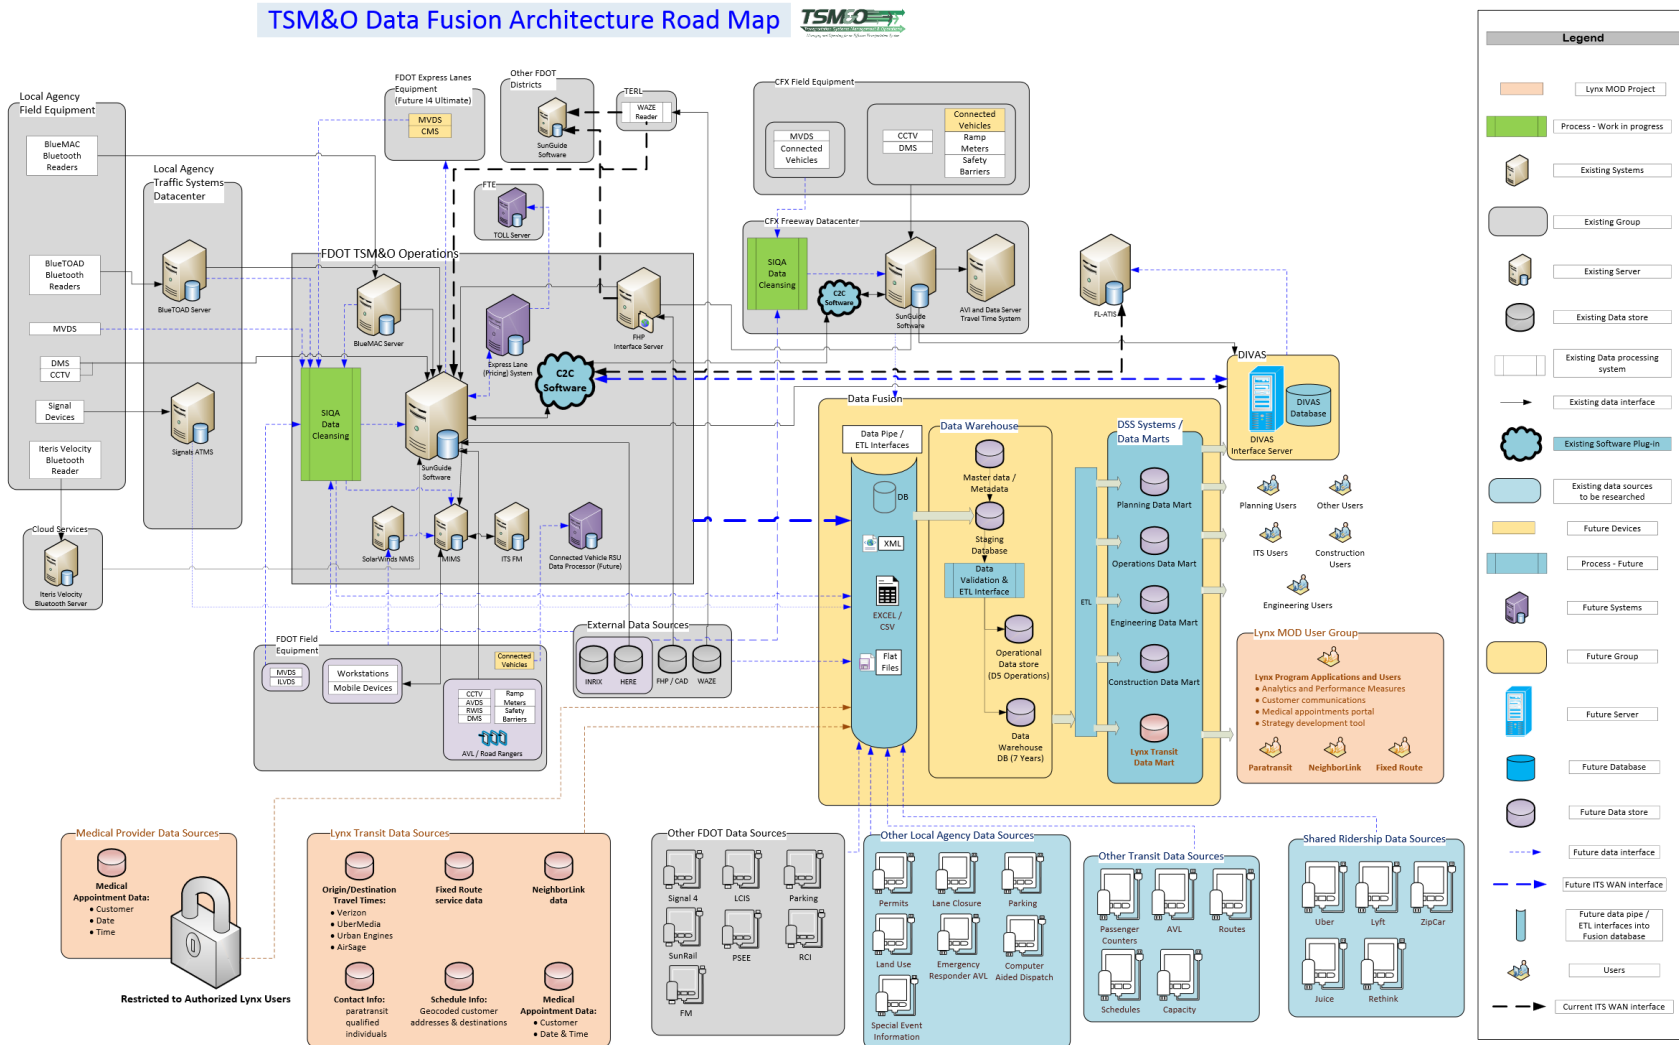 TSM&O Data Fusion Architecture Road Map
TSM&O
Local Agency
Field Equipment
BlueMAC
Bluetooth
Readers
BlueTOAD
Bluetooth
Readers
MVDS
DMS
CCTV
Signal
Devices
Iteris Velocity
Bluetooth
Reader
Cloud Services
Iteris Velocity
Bluetooth Server
Local Agency
Traffic Systems
Datacenter
BlueTOAD Server
Signals ATMS
FDOT Express Lanes
Equipment
(Future I4 Ultimate)
MVDS
CMS
Other FDOT
Districts
SunGuide
Software
TERL
WAZE
Reader
FTE
TOLL Server
FDOT TSM&O Operations
BlueMAC Server
SIQA
Data
Cleansing
Express Lane
(Pricing) System
FHP
Interface Server
C2C
Software
SunGuide
Software
SolarWinds NMS
MIMS
ITS FM
Connected Vehicle RSU
Data Processor (Future)
CFX Field Equipment
MVDS
Connected
Vehicles
CCTV
DMS
Connected
Vehicles
Ramp
Meters
Safety
Barriers
CFX Freeway Datacenter
SIQA
Data
Cleansing
C2C
Software
SunGuide
Software
AVI and Data Server
Travel Time System
FL-ATIS
DIVAS
DIVAS
Database
DIVAS
Interface Server
Data Fusion
Data Pipe /
ETL Interfaces
DB
XML
EXCEL /
CSV
Flat
Files
Data Warehouse
Master data /
Metadata
Staging
Database
Data
Validation &
ETL Interface
Operational
Data store
(D5 Operations)
Data
Warehouse
DB (7 Years)
ETL
DSS Systems /
Data Marts
Planning Data Mart
Operations Data Mart
Engineering Data Mart
Construction Data Mart
Lynx Transit
Data Mart
Planning Users
Other Users
ITS Users
Construction
Users
Engineering Users
Lynx MOD User Group
Lynx Program Applications and Users
• Analytics and Performance Measures
• Customer communications
• Medical appointments portal
• Strategy development tool
Paratransit
NeighborLink
Fixed Route
FDOT Field
Equipment
MVDS
ILVDS
Workstations
Mobile Devices
Connected
Vehicles
CCTV
AVDS
RWIS
DMS
Ramp
Meters
Safety
Barriers
AVL / Road Rangers
External Data Sources
INRIX
HERE
FHP / CAD
WAZE
Medical Provider Data Sources
Medical
Appointment Data:
• Customer
• Date
• Time
Restricted to Authorized Lynx Users
Lynx Transit Data Sources
Origin/Destination
Travel Times:
• Verizon
• UberMedia
• Urban Engines
• AirSage
Fixed Route
service data
NeighborLink
data
Contact Info:
paratransit
qualified
individuals
Schedule Info:
Geocoded customer
addresses & destinations
Medical
Appointment Data:
• Customer
• Date & Time
Other FDOT Data Sources
Signal 4
LCIS
Parking
SunRail
PSEE
RCI
FM
Other Local Agency Data Sources
Permits
Lane Closure
Parking
Land Use
Emergency
Responder AVL
Computer
Aided Dispatch
Special Event
Information
Other Transit Data Sources
Passenger
Counters
AVL
Routes
Schedules
Capacity
Shared Ridership Data Sources
Uber
Lyft
ZipCar
Juice
Rethink
Legend
Lynx MOD Project
Process - Work in progress
Existing Systems
Existing Group
Existing Server
Existing Data store
Existing Data processing
system
Existing data interface
Existing Software Plug-in
Existing data sources
to be researched
Future Devices
Process - Future
Future Systems
Future Group
Future Server
Future Database
Future Data store
Future data interface
Future ITS WAN interface
Future data pipe /
ETL interfaces into
Fusion database
Users
Current ITS WAN interface